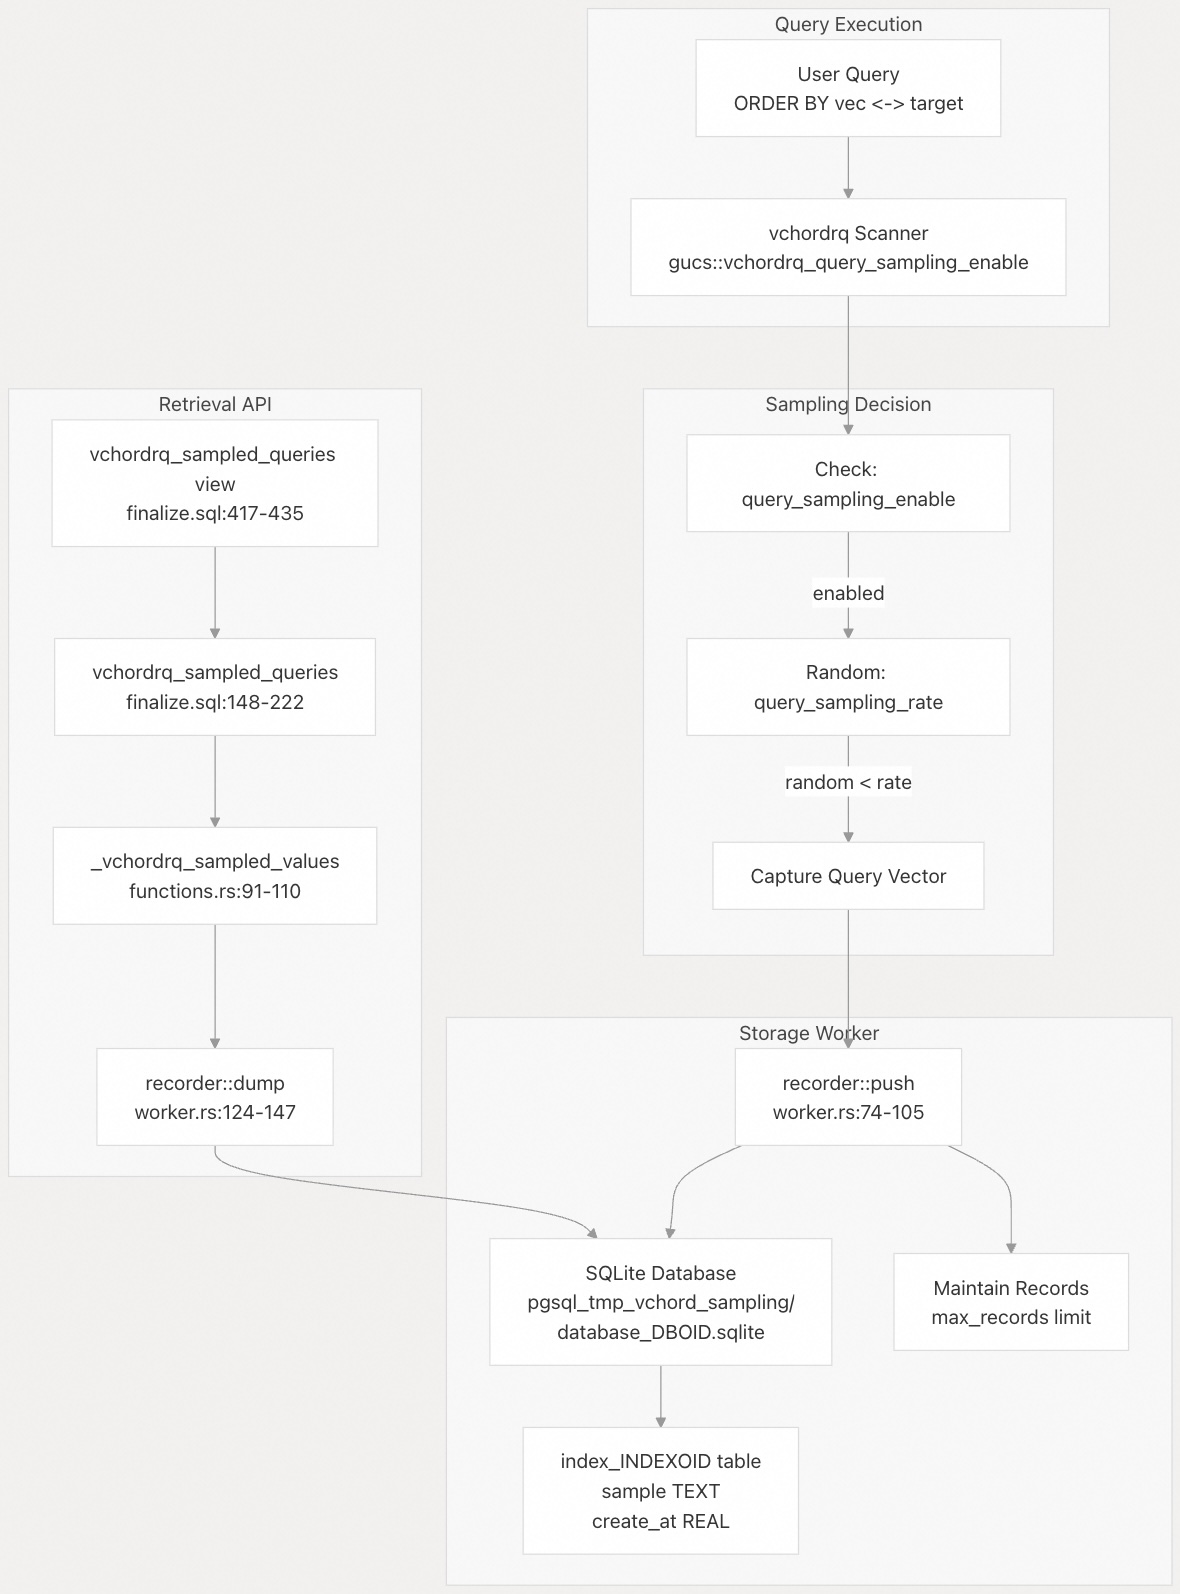 Query Execution
User Query
ORDER BY vec <-> target
vchordrq Scanner
gucs::vchordrq_query_sampling_enable
Retrieval API
vchordrq_sampled_queries
view
finalize.sql:417-435
vchordrq_sampled_queries
finalize.sql:148-222
_vchordrq_sampled_values
functions.rs:91-110
recorder::dump
worker.rs:124-147
Sampling Decision
Check:
query_sampling_enable
enabled
Random:
query_sampling_rate
random < rate
Capture Query Vector
Storage Worker
recorder::push
worker.rs:74-105
SQLite Database
pgsql_tmp_vchord_sampling/
database_DBOID.sqlite
Maintain Records
max_records limit
index_INDEXOID table
sample TEXT
create_at REAL